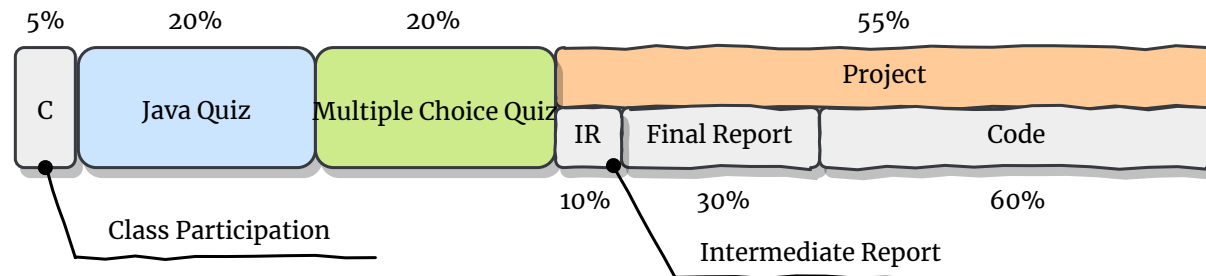 5% 20% 20% 55%
Project
C Java Quiz Multiple Choice Quiz
IR Final Report Code
10% 30% 60%
Class Participation
Intermediate Report